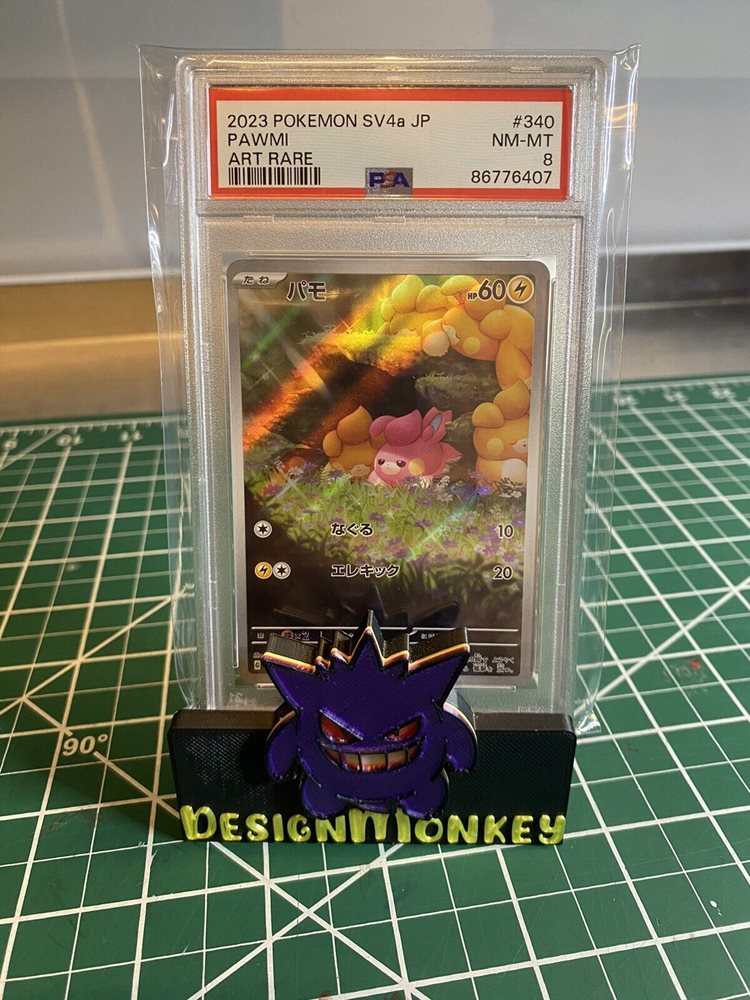 2023 POKEMON SV4a JP #340
PAWMI NM-MT
ART RARE 8
PSA 86776407
たね パモ HP60
なぐる 10
エレキック 20
×2
90°
DESIGNMONKEY